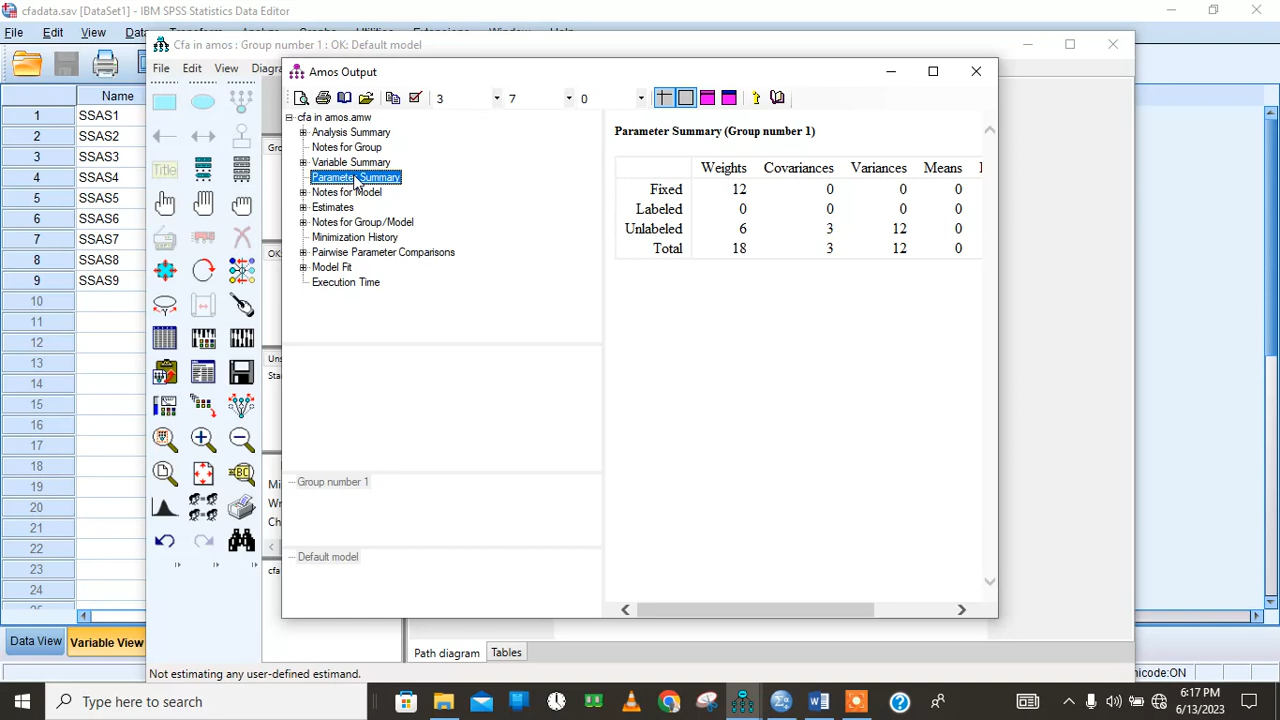 cfadata.sav [DataSet1] - IBM SPSS Statistics Data Editor
File Edit View
Cfa in amos : Group number 1 : OK: Default model
File Edit View Diagra
Amos Output
3 7 0
Name
1 SSAS1
2 SSAS2
3 SSAS3
4 SSAS4
5 SSAS5
6 SSAS6
7 SSAS7
8 SSAS8
9 SSAS9
10
11
12
13
14
15
16
17
18
19
20
21
22
23
24
Title
cfa in amos.amw
Analysis Summary
Notes for Group
Variable Summary
Parameter Summary
Notes for Model
Estimates
Notes for Group/Model
Minimization History
Pairwise Parameter Comparisons
Model Fit
Execution Time
Parameter Summary (Group number 1)
Weights Covariances Variances Means
Fixed 12 0 0 0
Labeled 0 0 0 0
Unlabeled 6 3 12 0
Total 18 3 12 0
Group number 1
Default model
Path diagram Tables
Not estimating any user-defined estimand.
Data View Variable View
nicode:ON
Type here to search
6:17 PM
6/13/2023